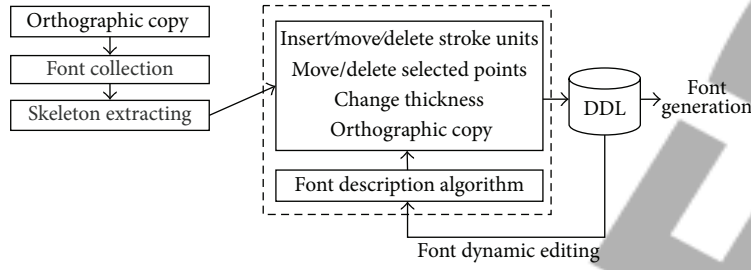 Orthographic copy
Font collection
Skeleton extracting
Insert/move/delete stroke units
Move/delete selected points
Change thickness
Orthographic copy
Font description algorithm
DDL
Font
generation
Font dynamic editing